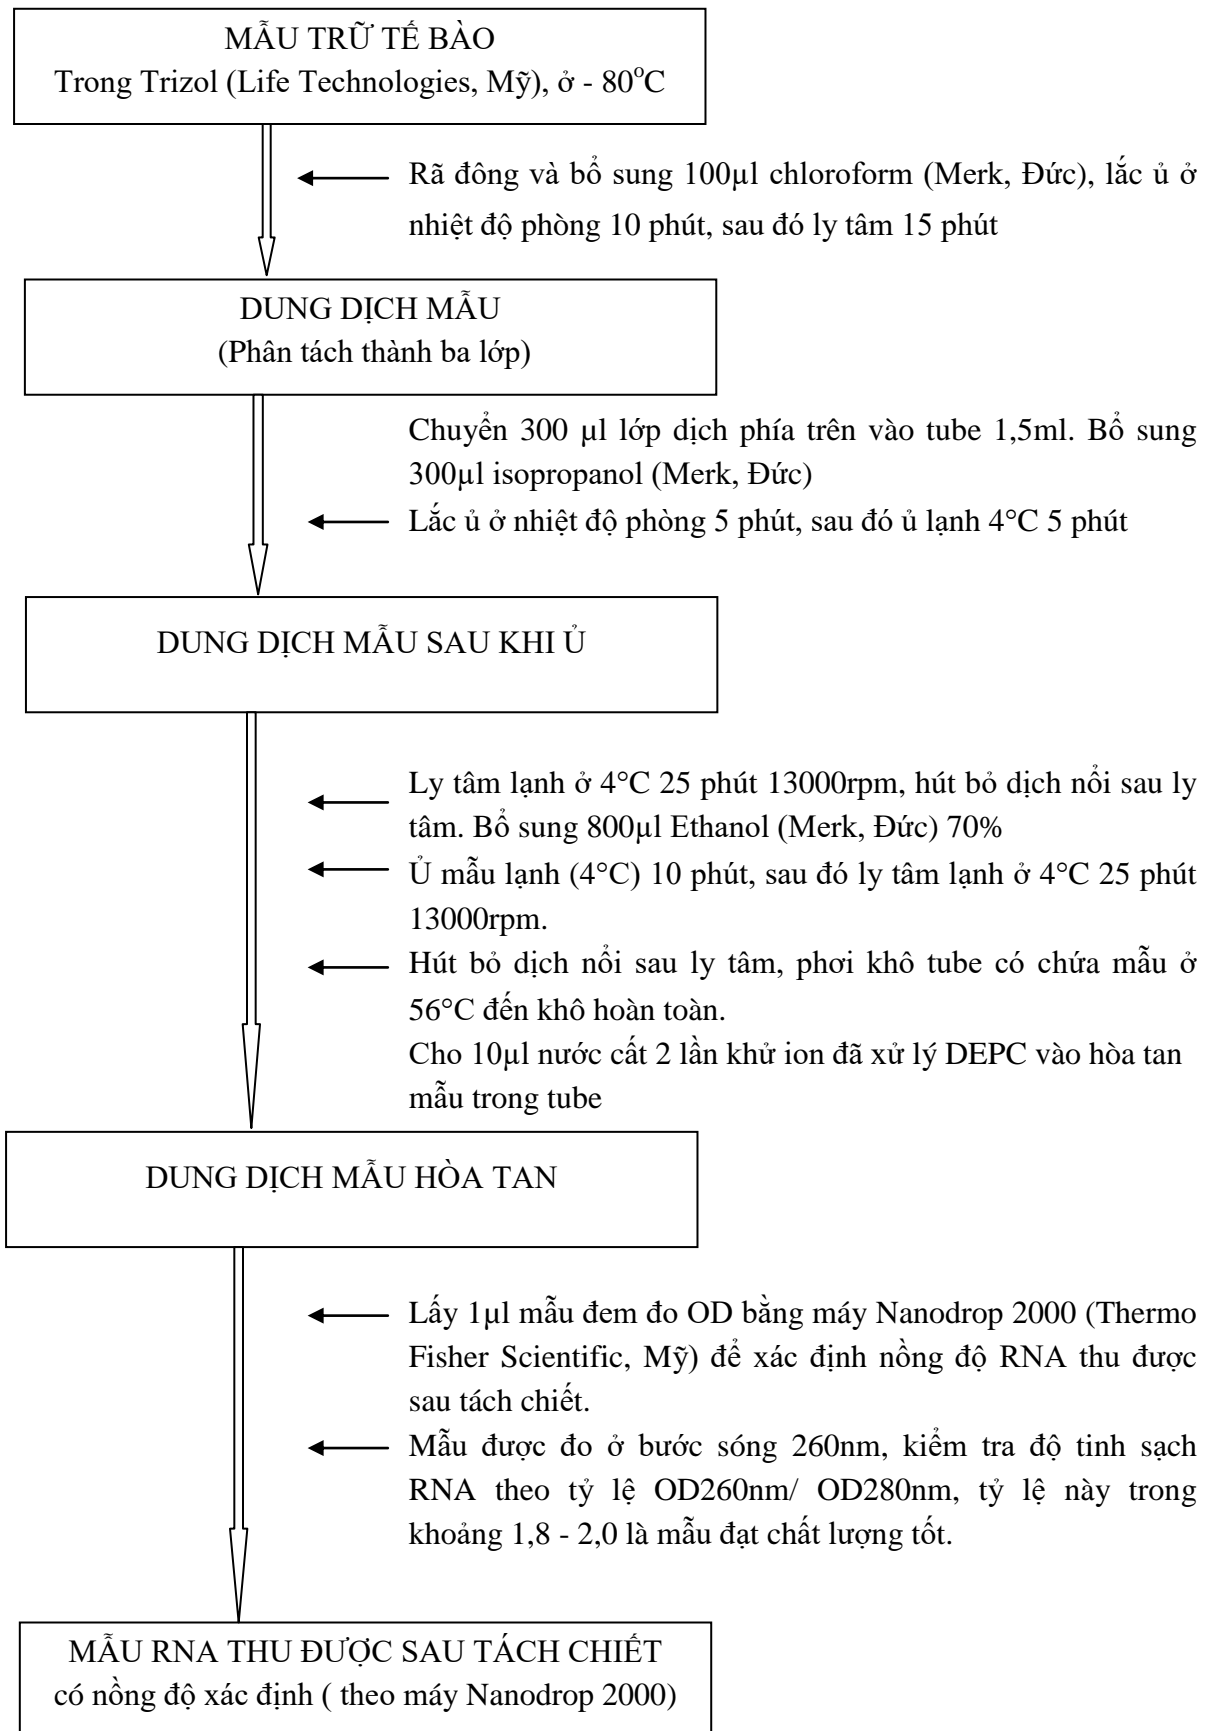 MẪU TRỮ TẾ BÀO
Trong Trizol (Life Technologies, Mỹ), ở - 80°C
Rã đông và bổ sung 100µl chloroform (Merk, Đức), lắc ủ ở
nhiệt độ phòng 10 phút, sau đó ly tâm 15 phút
DUNG DỊCH MẪU
(Phân tách thành ba lớp)
Chuyển 300 µl lớp dịch phía trên vào tube 1,5ml. Bổ sung
300µl isopropanol (Merk, Đức)
Lắc ủ ở nhiệt độ phòng 5 phút, sau đó ủ lạnh 4°C 5 phút
DUNG DỊCH MẪU SAU KHI Ủ
Ly tâm lạnh ở 4°C 25 phút 13000rpm, hút bỏ dịch nổi sau ly
tâm. Bổ sung 800µl Ethanol (Merk, Đức) 70%
Ủ mẫu lạnh (4°C) 10 phút, sau đó ly tâm lạnh ở 4°C 25 phút
13000rpm.
Hút bỏ dịch nổi sau ly tâm, phơi khô tube có chứa mẫu ở
56°C đến khô hoàn toàn.
Cho 10µl nước cất 2 lần khử ion đã xử lý DEPC vào hòa tan
mẫu trong tube
DUNG DỊCH MẪU HÒA TAN
Lấy 1µl mẫu đem đo OD bằng máy Nanodrop 2000 (Thermo
Fisher Scientific, Mỹ) để xác định nồng độ RNA thu được
sau tách chiết.
Mẫu được đo ở bước sóng 260nm, kiểm tra độ tinh sạch
RNA theo tỷ lệ OD260nm/ OD280nm, tỷ lệ này trong
khoảng 1,8 - 2,0 là mẫu đạt chất lượng tốt.
MẪU RNA THU ĐƯỢC SAU TÁCH CHIẾT
có nồng độ xác định ( theo máy Nanodrop 2000)